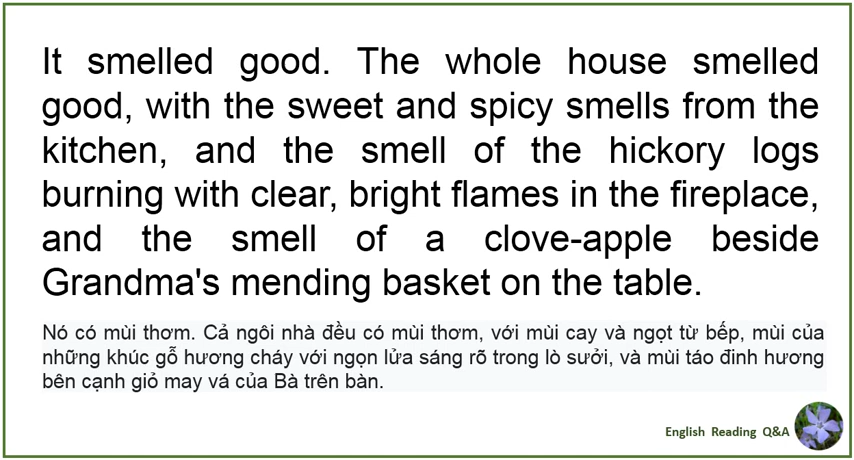 It smelled good. The whole house smelled
good, with the sweet and spicy smells from the
kitchen, and the smell of the hickory logs
burning with clear, bright flames in the fireplace,
and the smell of a clove-apple beside
Grandma's mending basket on the table.
Nó có mùi thơm. Cả ngôi nhà đều có mùi thơm, với mùi cay và ngọt từ bếp, mùi của
những khúc gỗ hương cháy với ngọn lửa sáng rõ trong lò sưởi, và mùi táo đinh hương
bên cạnh giỏ may vá của Bà trên bàn.
English Reading Q&A